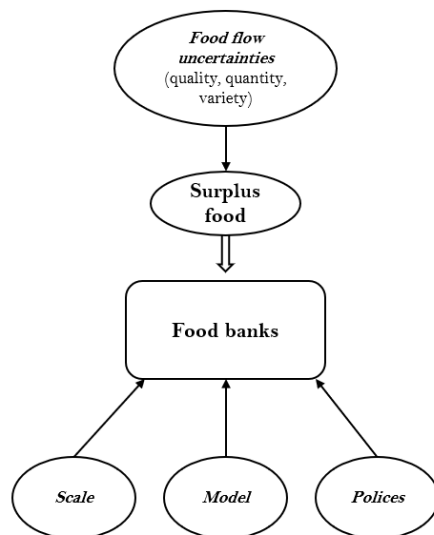 Food flow
uncertainties
(quality, quantity,
variety)
Surplus
food
Food banks
Scale
Model
Polices